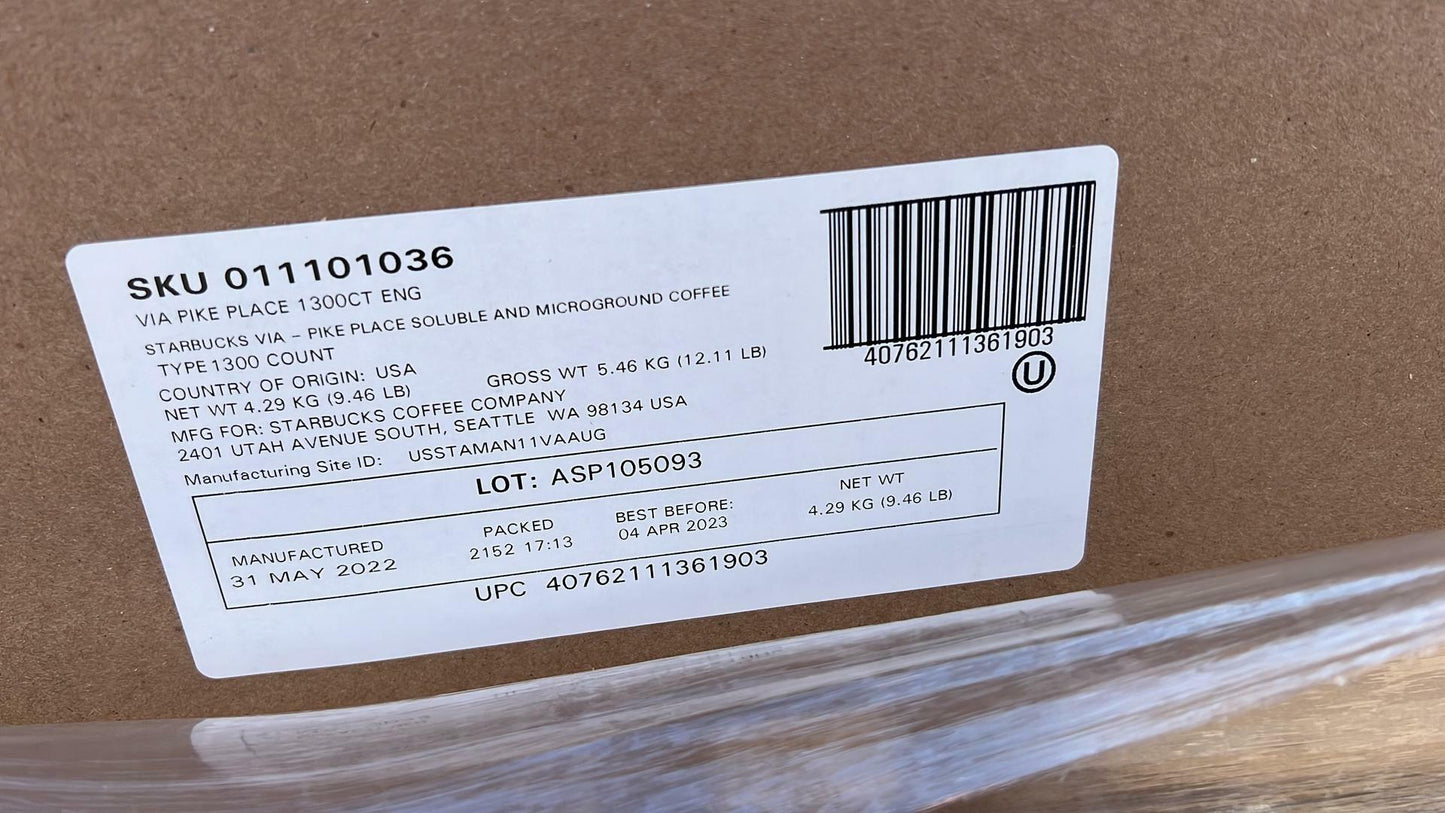 SKU 011101036
VIA PIKE PLACE 1300CT ENG
STARBUCKS VIA – PIKE PLACE SOLUBLE AND MICROGROUND COFFEE
TYPE 1300 COUNT
COUNTRY OF ORIGIN: USA
NET WT 4.29 KG (9.46 LB) GROSS WT 5.46 KG (12.11 LB)
MFG FOR: STARBUCKS COFFEE COMPANY
2401 UTAH AVENUE SOUTH, SEATTLE WA 98134 USA
Manufacturing Site ID: USSTAMAN11VAAUG
40762111361903
U
LOT: ASP105093
MANUFACTURED PACKED BEST BEFORE: NET WT
31 MAY 2022 2152 17:13 04 APR 2023 4.29 KG (9.46 LB)
UPC 40762111361903